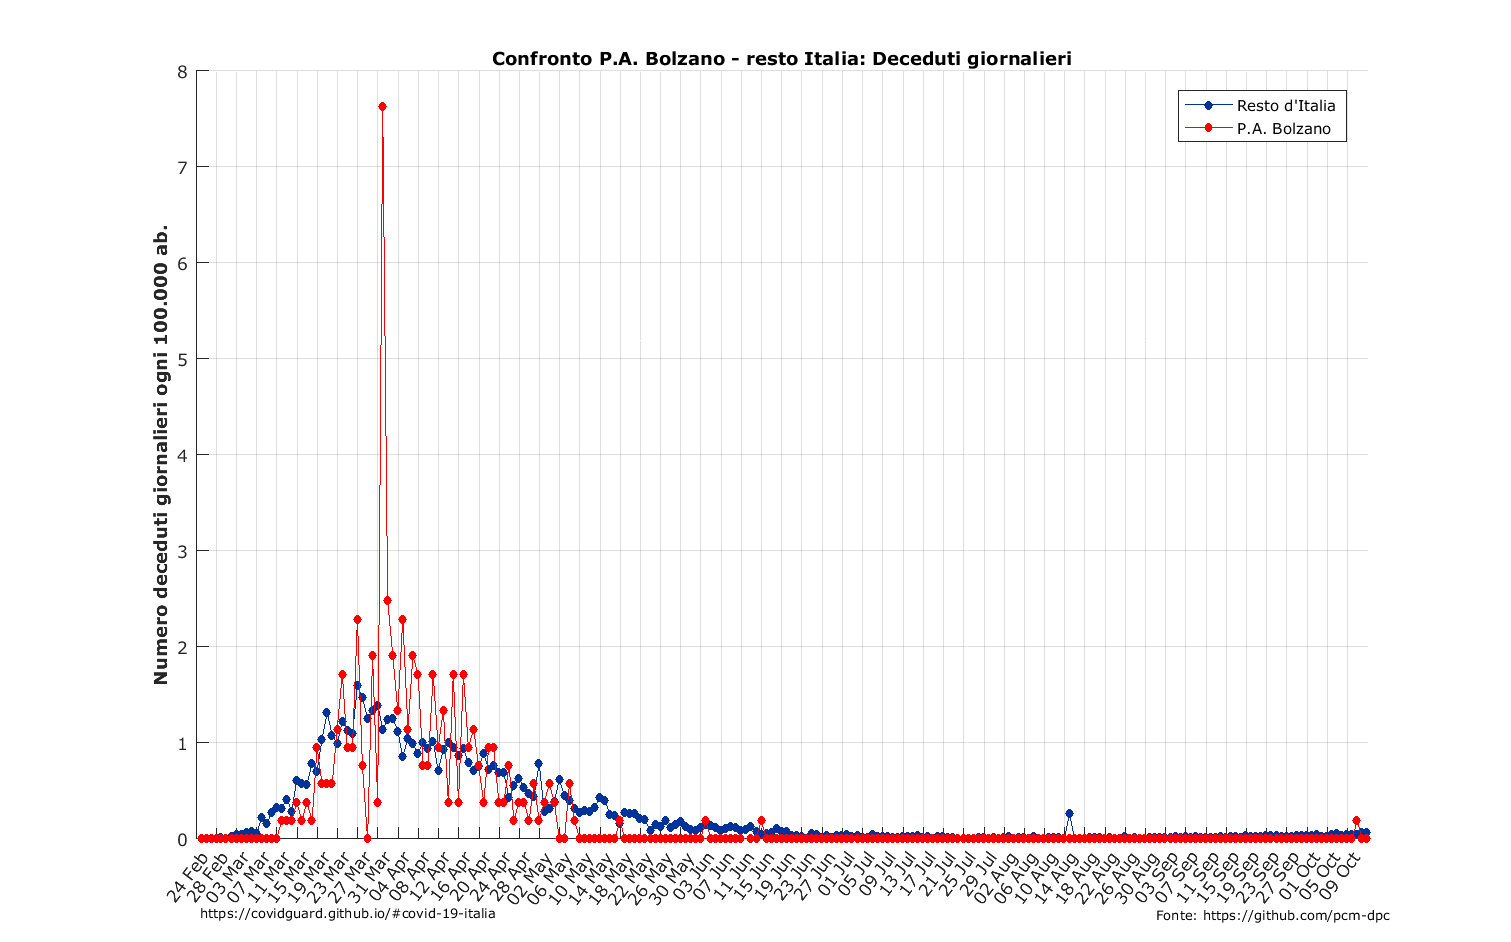 Confronto P.A. Bolzano - resto Italia: Deceduti giornalieri
Resto d'Italia
P.A. Bolzano
Numero deceduti giornalieri ogni 100.000 ab.
8
7
6
5
4
3
2
1
0
24 Feb
28 Feb
03 Mar
07 Mar
11 Mar
15 Mar
19 Mar
23 Mar
27 Mar
31 Mar
04 Apr
08 Apr
12 Apr
16 Apr
20 Apr
24 Apr
28 Apr
02 May
06 May
10 May
14 May
18 May
22 May
26 May
30 May
03 Jun
07 Jun
11 Jun
15 Jun
19 Jun
23 Jun
27 Jun
01 Jul
05 Jul
09 Jul
13 Jul
17 Jul
21 Jul
25 Jul
29 Jul
02 Aug
06 Aug
10 Aug
14 Aug
18 Aug
22 Aug
26 Aug
30 Aug
03 Sep
07 Sep
11 Sep
15 Sep
19 Sep
23 Sep
27 Sep
01 Oct
05 Oct
09 Oct
https://covidguard.github.io/#covid-19-italia
Fonte: https://github.com/pcm-dpc